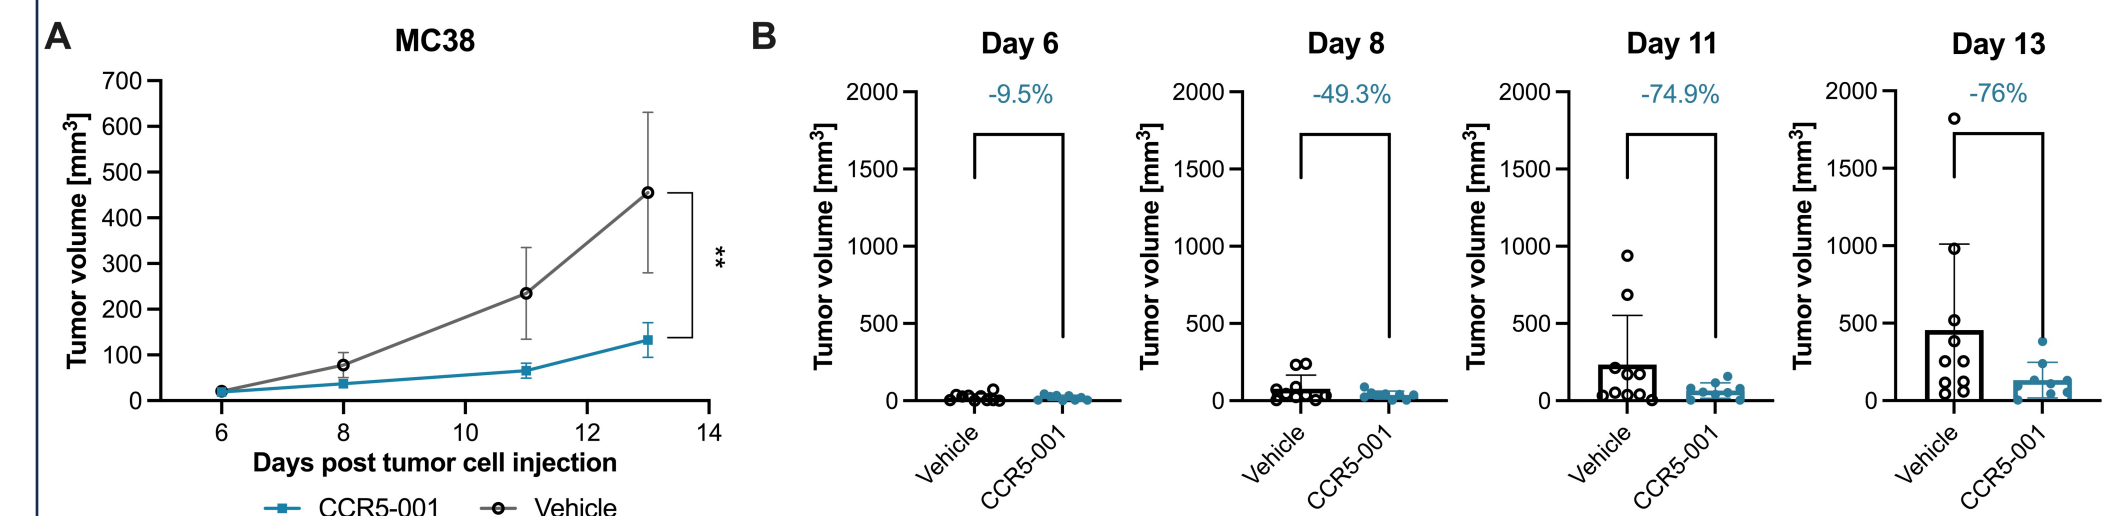 A
MC38
Tumor volume [mm³]
700
600
500
400
300
200
100
0
6
8
10
12
14
**
Days post tumor cell injection
CCR5-001
Vehicle
B
Day 6
-9.5%
Tumor volume [mm³]
2000
1500
1000
500
0
Vehicle
CCR5-001
Day 8
-49.3%
Tumor volume [mm³]
2000
1500
1000
500
0
Vehicle
CCR5-001
Day 11
-74.9%
Tumor volume [mm³]
2000
1500
1000
500
0
Vehicle
CCR5-001
Day 13
-76%
Tumor volume [mm³]
2000
1500
1000
500
0
Vehicle
CCR5-001